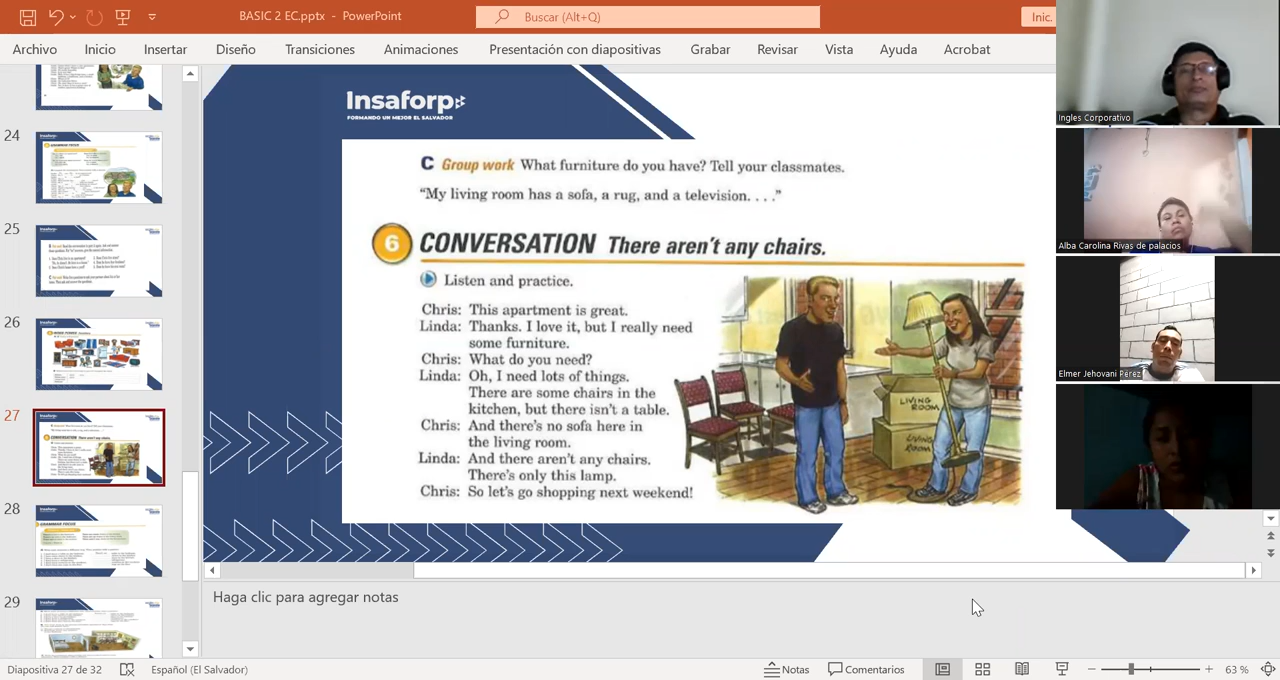 BASIC 2 EC.pptx - PowerPoint
Buscar (Alt+Q)
Inic.
Archivo Inicio Insertar Diseño Transiciones Animaciones Presentación con diapositivas Grabar Revisar Vista Ayuda Acrobat
24
25
26
27
28
29
Insaforp
FORMANDO UN MEJOR EL SALVADOR
C Group work What furniture do you have? Tell your classmates.
“My living room has a sofa, a rug, and a television. . . .”
6 CONVERSATION There aren't any chairs.
Listen and practice.
Chris: This apartment is great.
Linda: Thanks. I love it, but I really need
some furniture.
Chris: What do you need?
Linda: Oh, I need lots of things.
There are some chairs in the
kitchen, but there isn't a table.
Chris: And there's no sofa here in
the living room.
Linda: And there aren't any chairs.
There's only this lamp.
Chris: So let's go shopping next weekend!
LIVING
ROOM
LIVING
ROOM
Ingles Corporativo
Alba Carolina Rivas de palacios
Elmer Jehovani Perez
Haga clic para agregar notas
Diapositiva 27 de 32 Español (El Salvador) Notas Comentarios 63 %